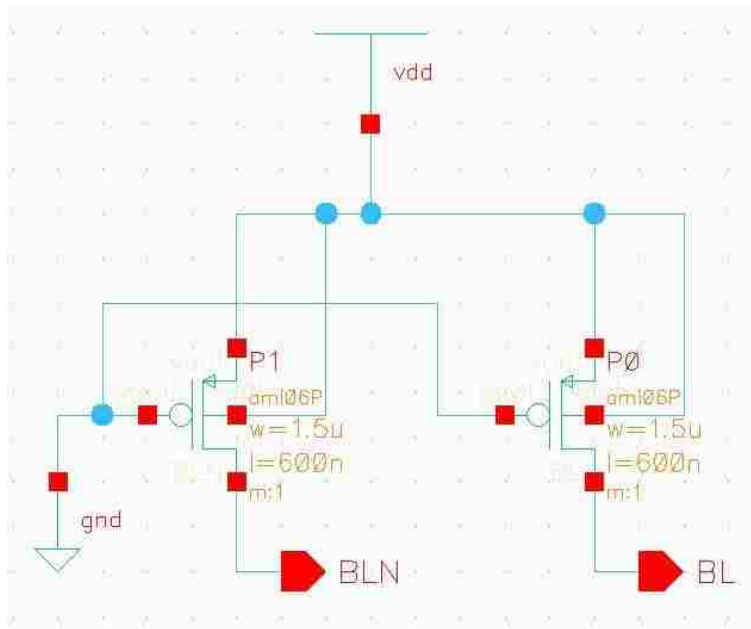 vdd
P1
ami06P
w=1.5u
l=600n
m:1
P0
ami06P
w=1.5u
l=600n
m:1
gnd
BLN
BL